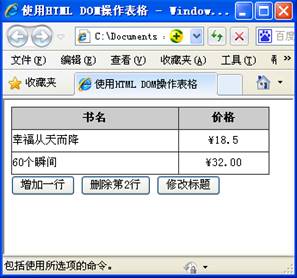 使用HTML DOM操作表格 - Window...
C:\Documents 百度
文件(F) 编辑(E) 查看(V) 收藏夹(A) 工具(T)
收藏夹 使用HTML DOM操作表格
书名 价格
幸福从天而降 ¥18.5
60个瞬间 ¥32.00
增加一行 删除第2行 修改标题
包括使用所选项的命令。